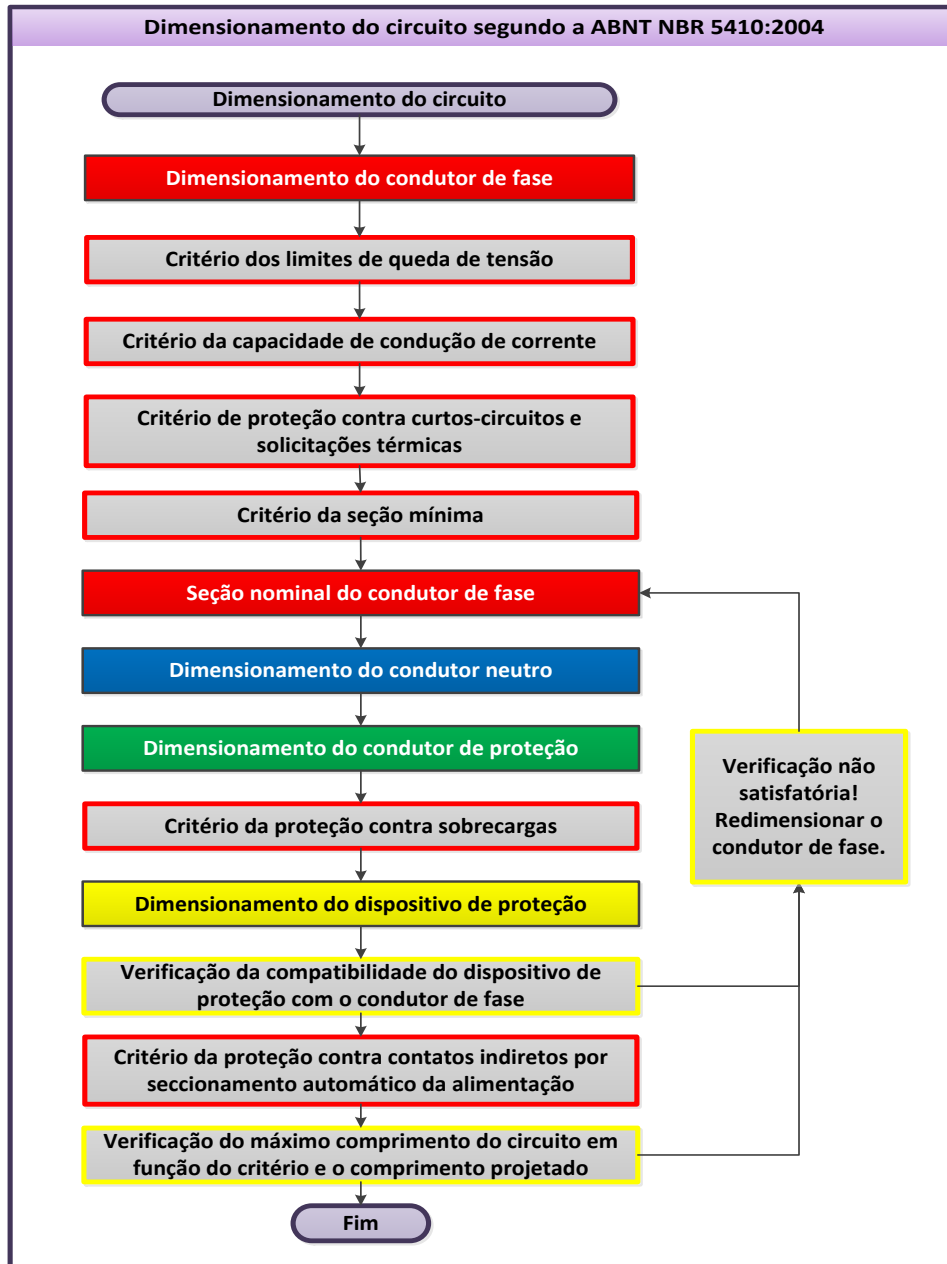 Dimensionamento do circuito segundo a ABNT NBR 5410:2004
Dimensionamento do circuito
Dimensionamento do condutor de fase
Critério dos limites de queda de tensão
Critério da capacidade de condução de corrente
Critério de proteção contra curtos-circuitos e
solicitações térmicas
Critério da seção mínima
Seção nominal do condutor de fase
Dimensionamento do condutor neutro
Dimensionamento do condutor de proteção
Critério da proteção contra sobrecargas
Dimensionamento do dispositivo de proteção
Verificação da compatibilidade do dispositivo de
proteção com o condutor de fase
Critério da proteção contra contatos indiretos por
seccionamento automático da alimentação
Verificação do máximo comprimento do circuito em
função do critério e o comprimento projetado
Fim
Verificação não
satisfatória!
Redimensionar o
condutor de fase.